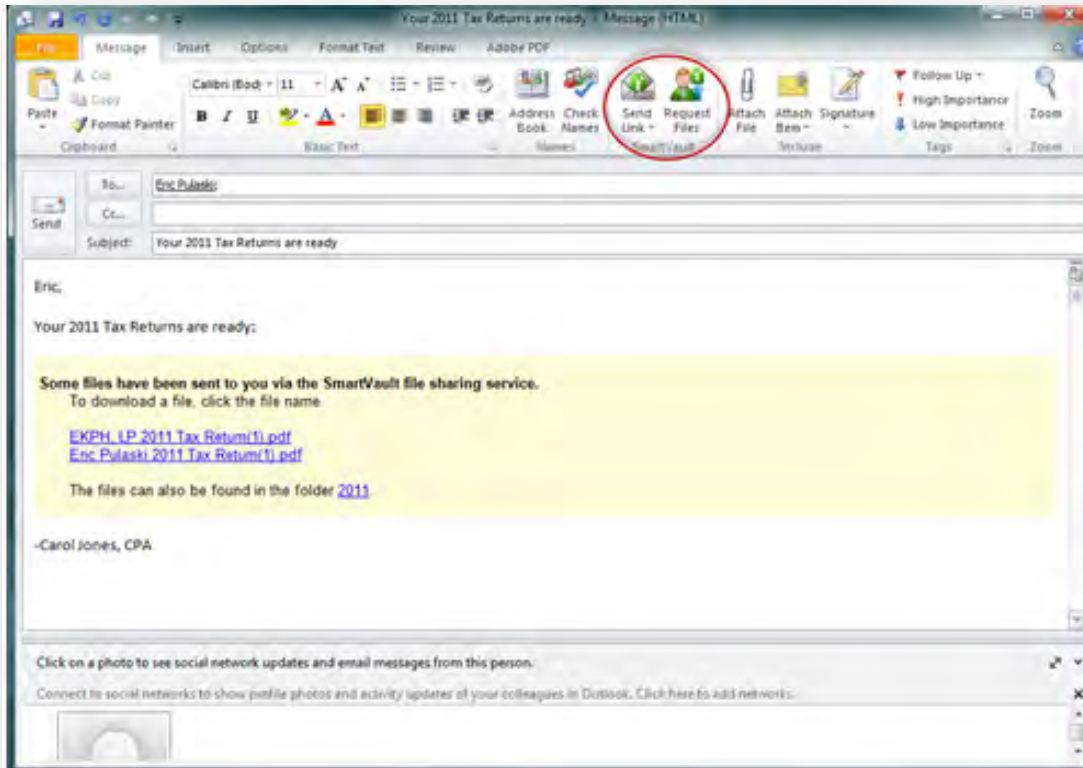 Your 2011 Tax Returns are ready - Message (HTML)
File Message Insert Options Format Text Review Adobe PDF
Paste
Cut
Copy
Format Painter
Clipboard
Calibri (Body 11
B I U
Basic Text
Address Book
Check Names
Names
Send Link
Request Files
SmartVault
Attach File
Attach Item
Signature
Include
Follow Up
High Importance
Low Importance
Tags
Zoom
Zoom
Send
To... Eric Pulaski;
Cc...
Subject: Your 2011 Tax Returns are ready
Eric,
Your 2011 Tax Returns are ready:
Some files have been sent to you via the SmartVault file sharing service.
To download a file, click the file name.
EKPH, LP 2011 Tax Return(1).pdf
Eric Pulaski 2011 Tax Return(1).pdf
The files can also be found in the folder 2011
-Carol Jones, CPA
Click on a photo to see social network updates and email messages from this person.
Connect to social networks to show profile photos and activity updates of your colleagues in Outlook. Click here to add networks.